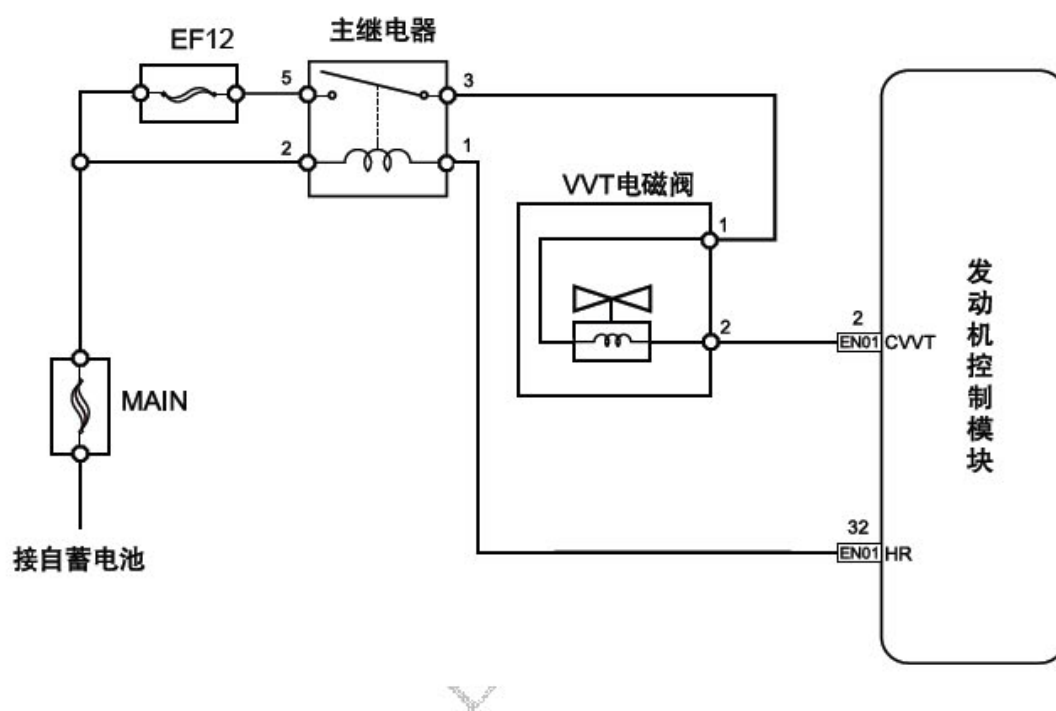 主继电器
EF12
5
3
2
1
VVT电磁阀
1
2
2
EN01 CVVT
发动机控制模块
MAIN
32
EN01 HR
接自蓄电池